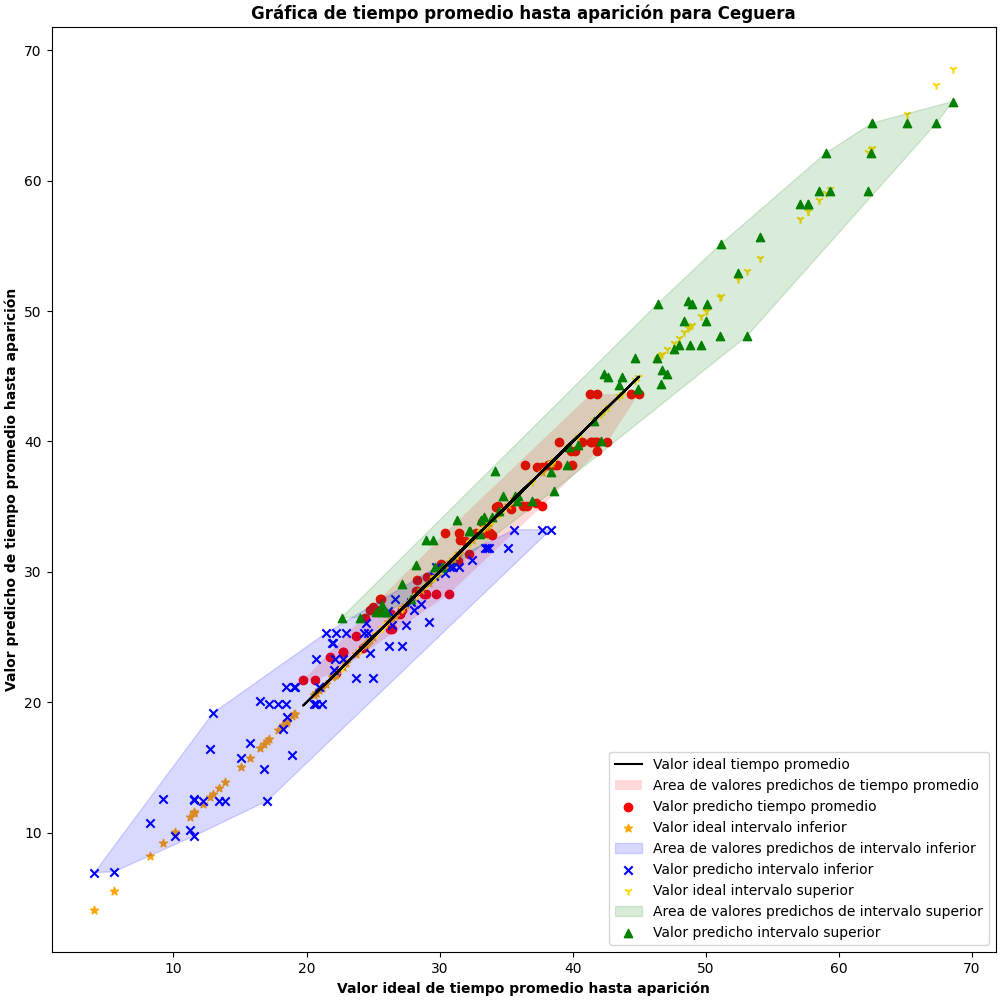 Gráfica de tiempo promedio hasta aparición para Ceguera
Valor predicho de tiempo promedio hasta aparición
70
60
50
40
30
20
10
10 20 30 40 50 60 70
Valor ideal de tiempo promedio hasta aparición
Valor ideal tiempo promedio
Area de valores predichos de tiempo promedio
Valor predicho tiempo promedio
Valor ideal intervalo inferior
Area de valores predichos de intervalo inferior
Valor predicho intervalo inferior
Valor ideal intervalo superior
Area de valores predichos de intervalo superior
Valor predicho intervalo superior